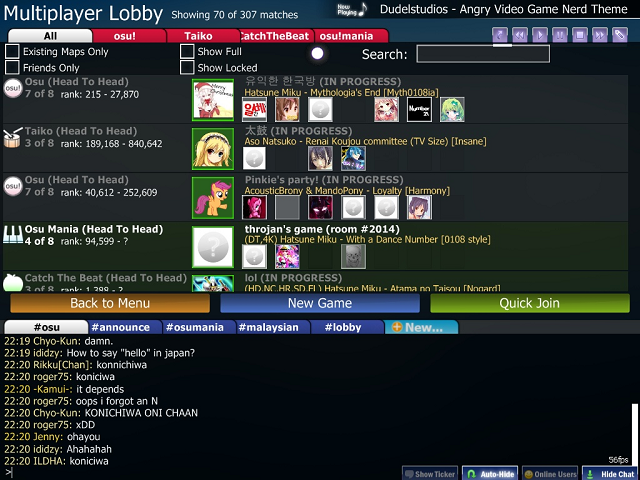 Multiplayer Lobby Showing 70 of 307 matches
Now Playing Dudelstudios - Angry Video Game Nerd Theme
All osu! Taiko CatchTheBeat osu!mania
Existing Maps Only Show Full Search:
Friends Only Show Locked
Osu (Head To Head) 유익한 한국방 (IN PROGRESS)
osu! 7 of 8 rank: 215 - 27,870 Hatsune Miku - Mythologia's End [Myth0108ia]
Taiko (Head To Head) 太鼓 (IN PROGRESS)
3 of 8 rank: 189,168 - 840,642 Aso Natsuko - Renai Koujou committee (TV Size) [Insane]
Osu (Head To Head) Pinkie's party! (IN PROGRESS)
osu! 7 of 8 rank: 40,612 - 252,609 AcousticBrony & MandoPony - Loyalty [Harmony]
Osu Mania (Head To Head) throjan's game (room #2014)
4 of 8 rank: 94,599 - ? (DT,4K) Hatsune Miku - With a Dance Number [0108 style]
Catch The Beat (Head To Head) lol (IN PROGRESS)
3 of 8 rank: 1,388 - ? (HD,NC,HR,SD,FL) Hatsune Miku - Atama no Taisou [Nogard]
Back to Menu New Game Quick Join
#osu #announce #osumania #malaysian #lobby New...
22:19 Chyo-Kun: damn.
22:19 ididzy: How to say "hello" in japan?
22:20 Rikku[Chan]: konnichiwa
22:20 roger75: koniciwa
22:20 -Kamui-: it depends
22:20 roger75: oops i forgot an N
22:20 Chyo-Kun: KONICHIWA ONI CHAAN
22:20 roger75: xDD
22:20 Jenny: ohayou
22:20 ididzy: Ahahahah
22:20 ILDHA: koniciwa
>
56fps
Show Ticker Auto-Hide Online Users Hide Chat